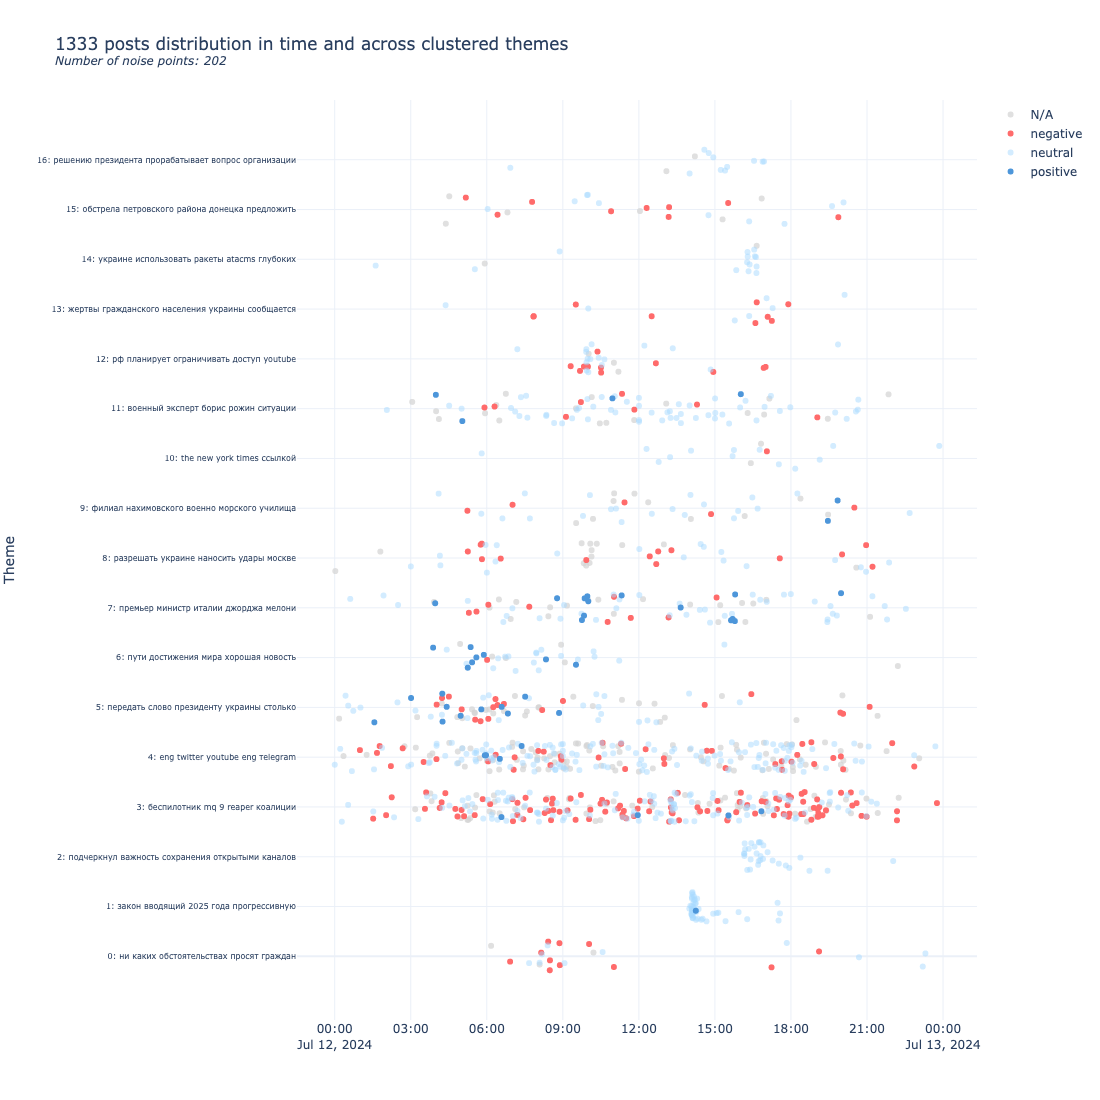 1333 posts distribution in time and across clustered themes
Number of noise points: 202
N/A
negative
neutral
positive
Theme
16: решению президента прорабатывает вопрос организации
15: обстрела петровского района донецка предложить
14: украине использовать ракеты atacms глубоких
13: жертвы гражданского населения украины сообщается
12: рф планирует ограничивать доступ youtube
11: военный эксперт борис рожин ситуации
10: the new york times ссылкой
9: филиал нахимовского военно морского училища
8: разрешать украине наносить удары москве
7: премьер министр италии джорджа мелони
6: пути достижения мира хорошая новость
5: передать слово президенту украины столько
4: eng twitter youtube eng telegram
3: беспилотник mq 9 reaper коалиции
2: подчеркнул важность сохранения открытыми каналов
1: закон вводящий 2025 года прогрессивную
0: ни каких обстоятельствах просят граждан
00:00 03:00 06:00 09:00 12:00 15:00 18:00 21:00 00:00
Jul 12, 2024 Jul 13, 2024